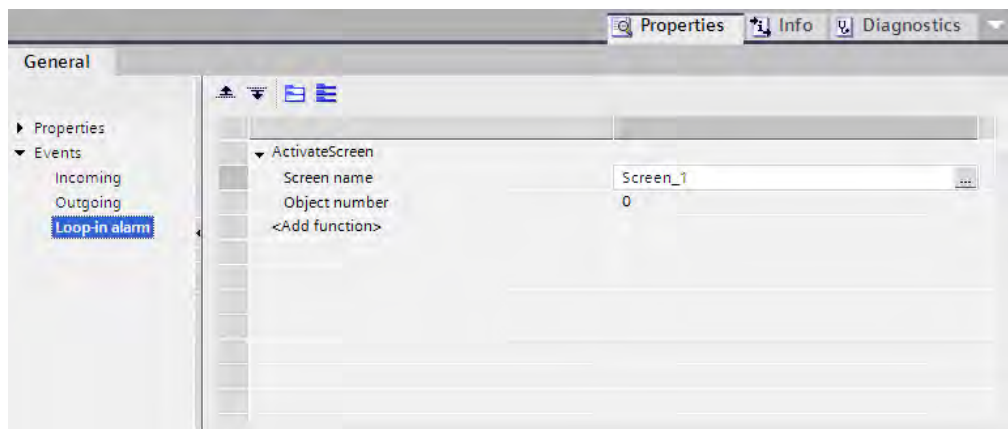 Properties Info Diagnostics
General
Properties
Events
Incoming
Outgoing
Loop-in alarm
ActivateScreen
Screen name Screen_1 ...
Object number 0
<Add function>